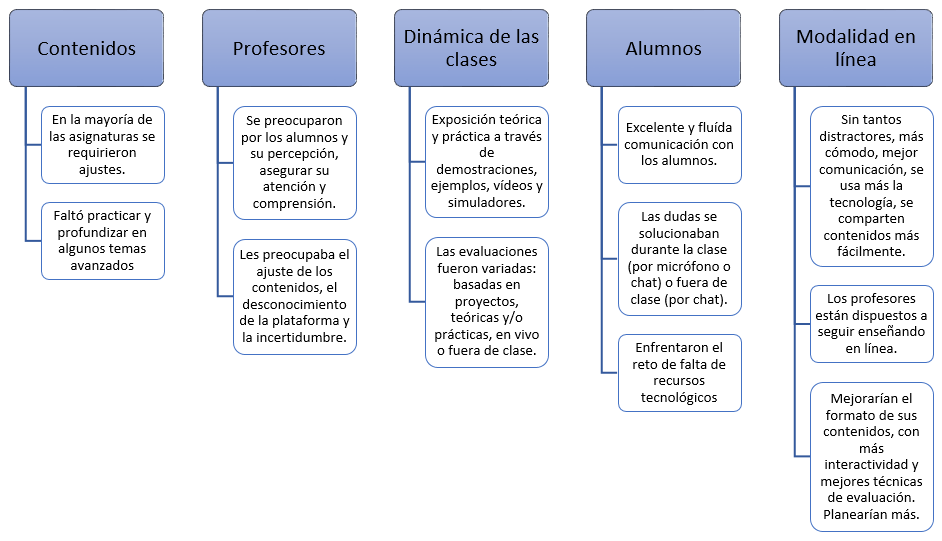 Contenidos
En la mayoría de
las asignaturas se
requirieron
ajustes.
Faltó practicar y
profundizar en
algunos temas
avanzados
Profesores
Se preocuparon
por los alumnos y
su percepción,
asegurar su
atención y
comprensión.
Les preocupaba el
ajuste de los
contenidos, el
desconocimiento
de la plataforma y
la incertidumbre.
Dinámica de las
clases
Exposición teórica
y práctica a través
de
demostraciones,
ejemplos, vídeos y
simuladores.
Las evaluaciones
fueron variadas:
basadas en
proyectos,
teóricas y/o
prácticas, en vivo
o fuera de clase.
Alumnos
Excelente y fluída
comunicación con
los alumnos.
Las dudas se
solucionaban
durante la clase
(por micrófono o
chat) o fuera de
clase (por chat).
Enfrentaron el
reto de falta de
recursos
tecnológicos
Modalidad en
línea
Sin tantos
distractores, más
cómodo, mejor
comunicación, se
usa más la
tecnología, se
comparten
contenidos más
fácilmente.
Los profesores
están dispuestos a
seguir enseñando
en línea.
Mejorarían el
formato de sus
contenidos, con
más
interactividad y
mejores técnicas
de evaluación.
Planearían más.